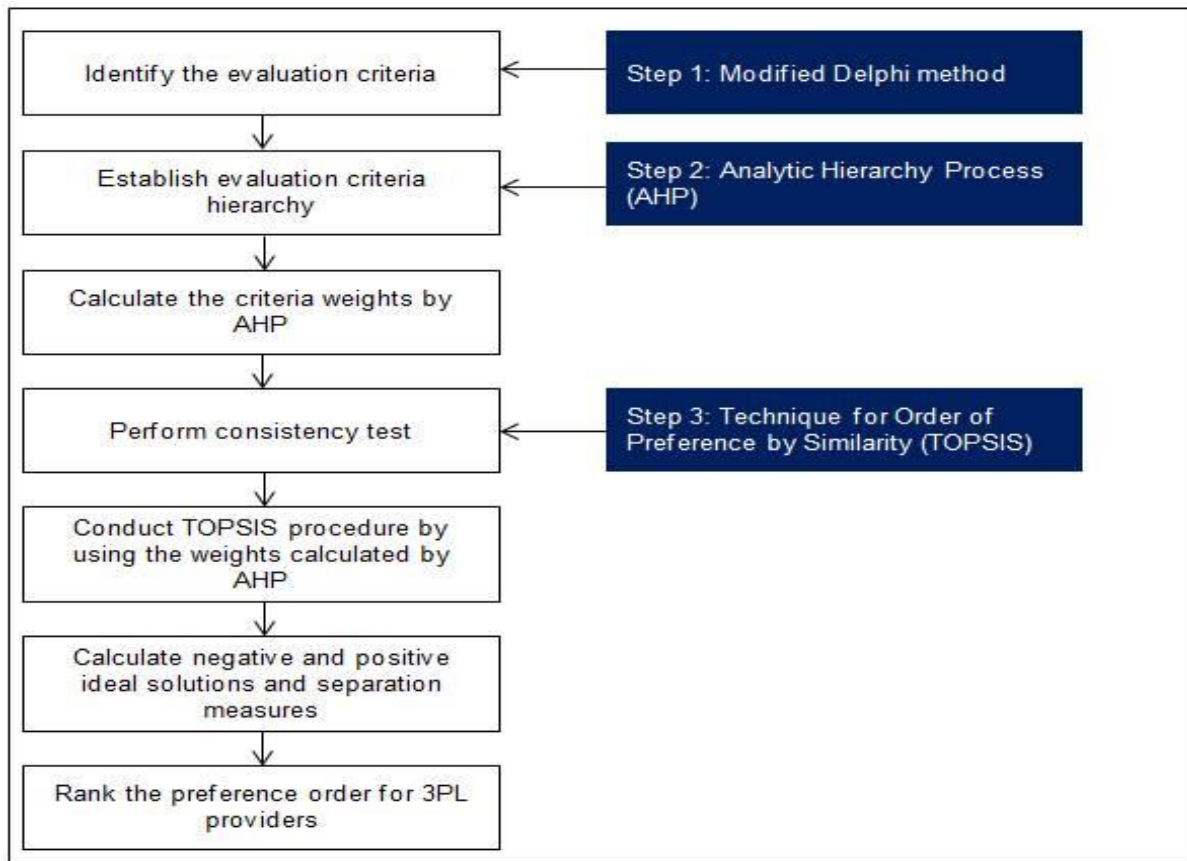 Identify the evaluation criteria
Step 1: Modified Delphi method
Establish evaluation criteria
hierarchy
Step 2: Analytic Hierarchy Process
(AHP)
Calculate the criteria weights by
AHP
Perform consistency test
Step 3: Technique for Order of
Preference by Similarity (TOPSIS)
Conduct TOPSIS procedure by
using the weights calculated by
AHP
Calculate negative and positive
ideal solutions and separation
measures
Rank the preference order for 3PL
providers